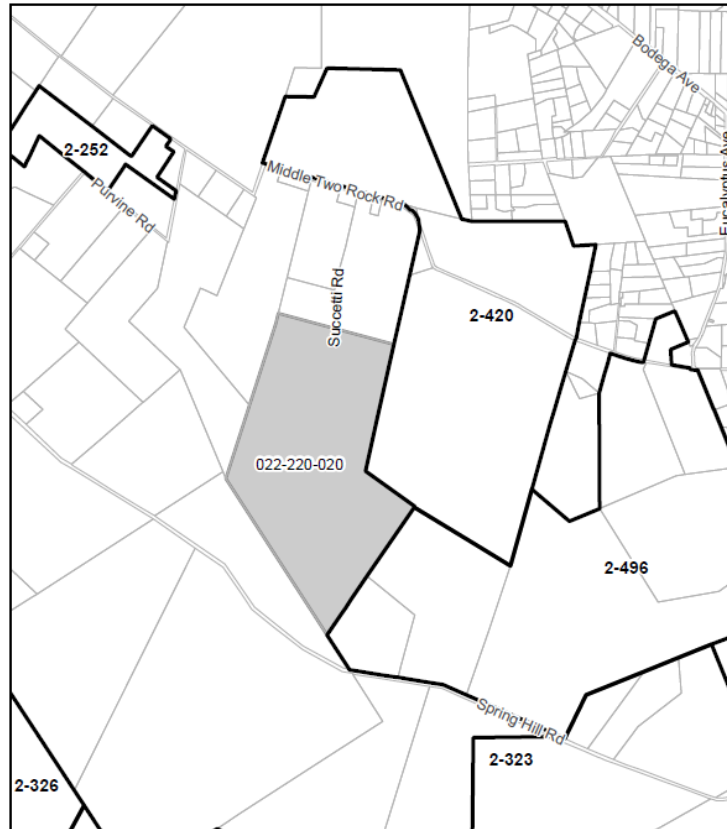 Bodega Ave
Eucalyptus Ave
2-252
Middle Two Rock Rd
Purvine Rd
Succetti Rd
2-420
022-220-020
2-496
Spring Hill Rd
2-323
2-326